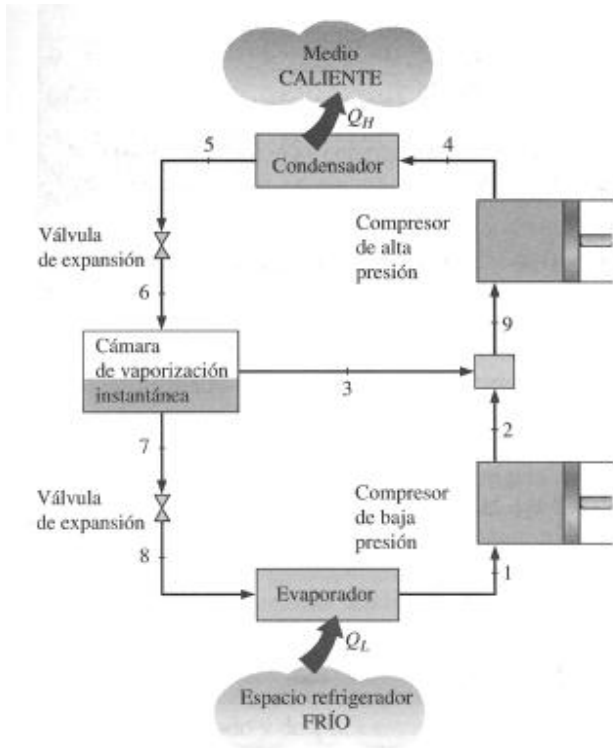 Medio
CALIENTE
Q_H
5
Condensador
4
Válvula
de expansión
Compresor
de alta
presión
6
9
Cámara
de vaporización
instantánea
3
7
2
Válvula
de expansión
Compresor
de baja
presión
8
1
Evaporador
Q_L
Espacio refrigerador
FRÍO